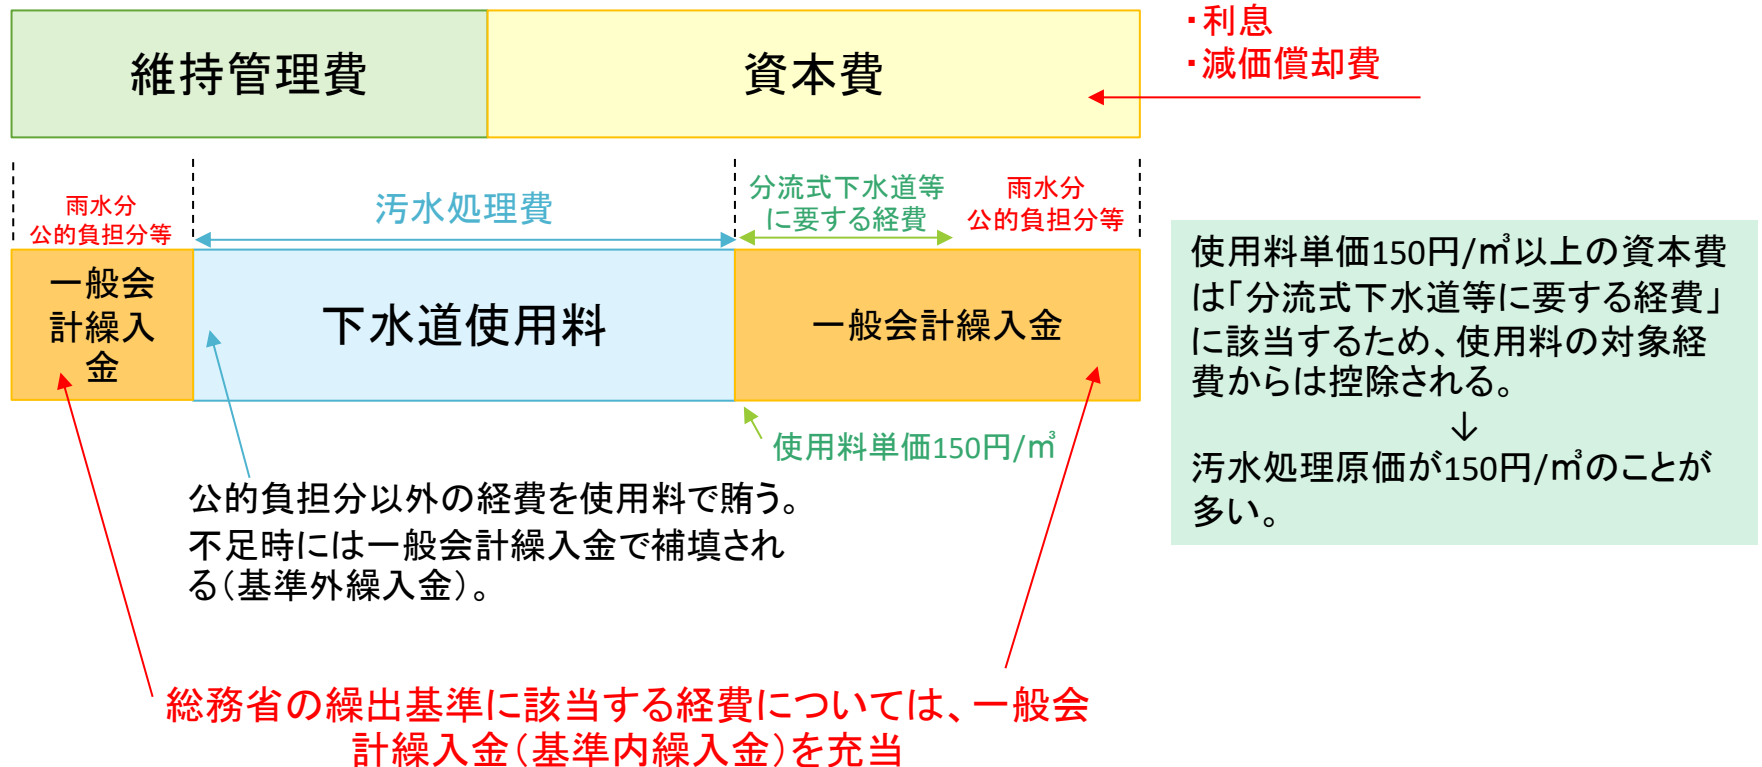 維持管理費
資本費
・利息
・減価償却費
雨水分
公的負担分等
汚水処理費
分流式下水道等
に要する経費
雨水分
公的負担分等
一般会
計繰入
金
下水道使用料
一般会計繰入金
使用料単価150円/㎥
公的負担分以外の経費を使用料で賄う。
不足時には一般会計繰入金で補填され
る(基準外繰入金)。
総務省の繰出基準に該当する経費については、一般会
計繰入金(基準内繰入金)を充当
使用料単価150円/㎥以上の資本費
は「分流式下水道等に要する経費」
に該当するため、使用料の対象経
費からは控除される。
↓
汚水処理原価が150円/㎥のことが
多い。